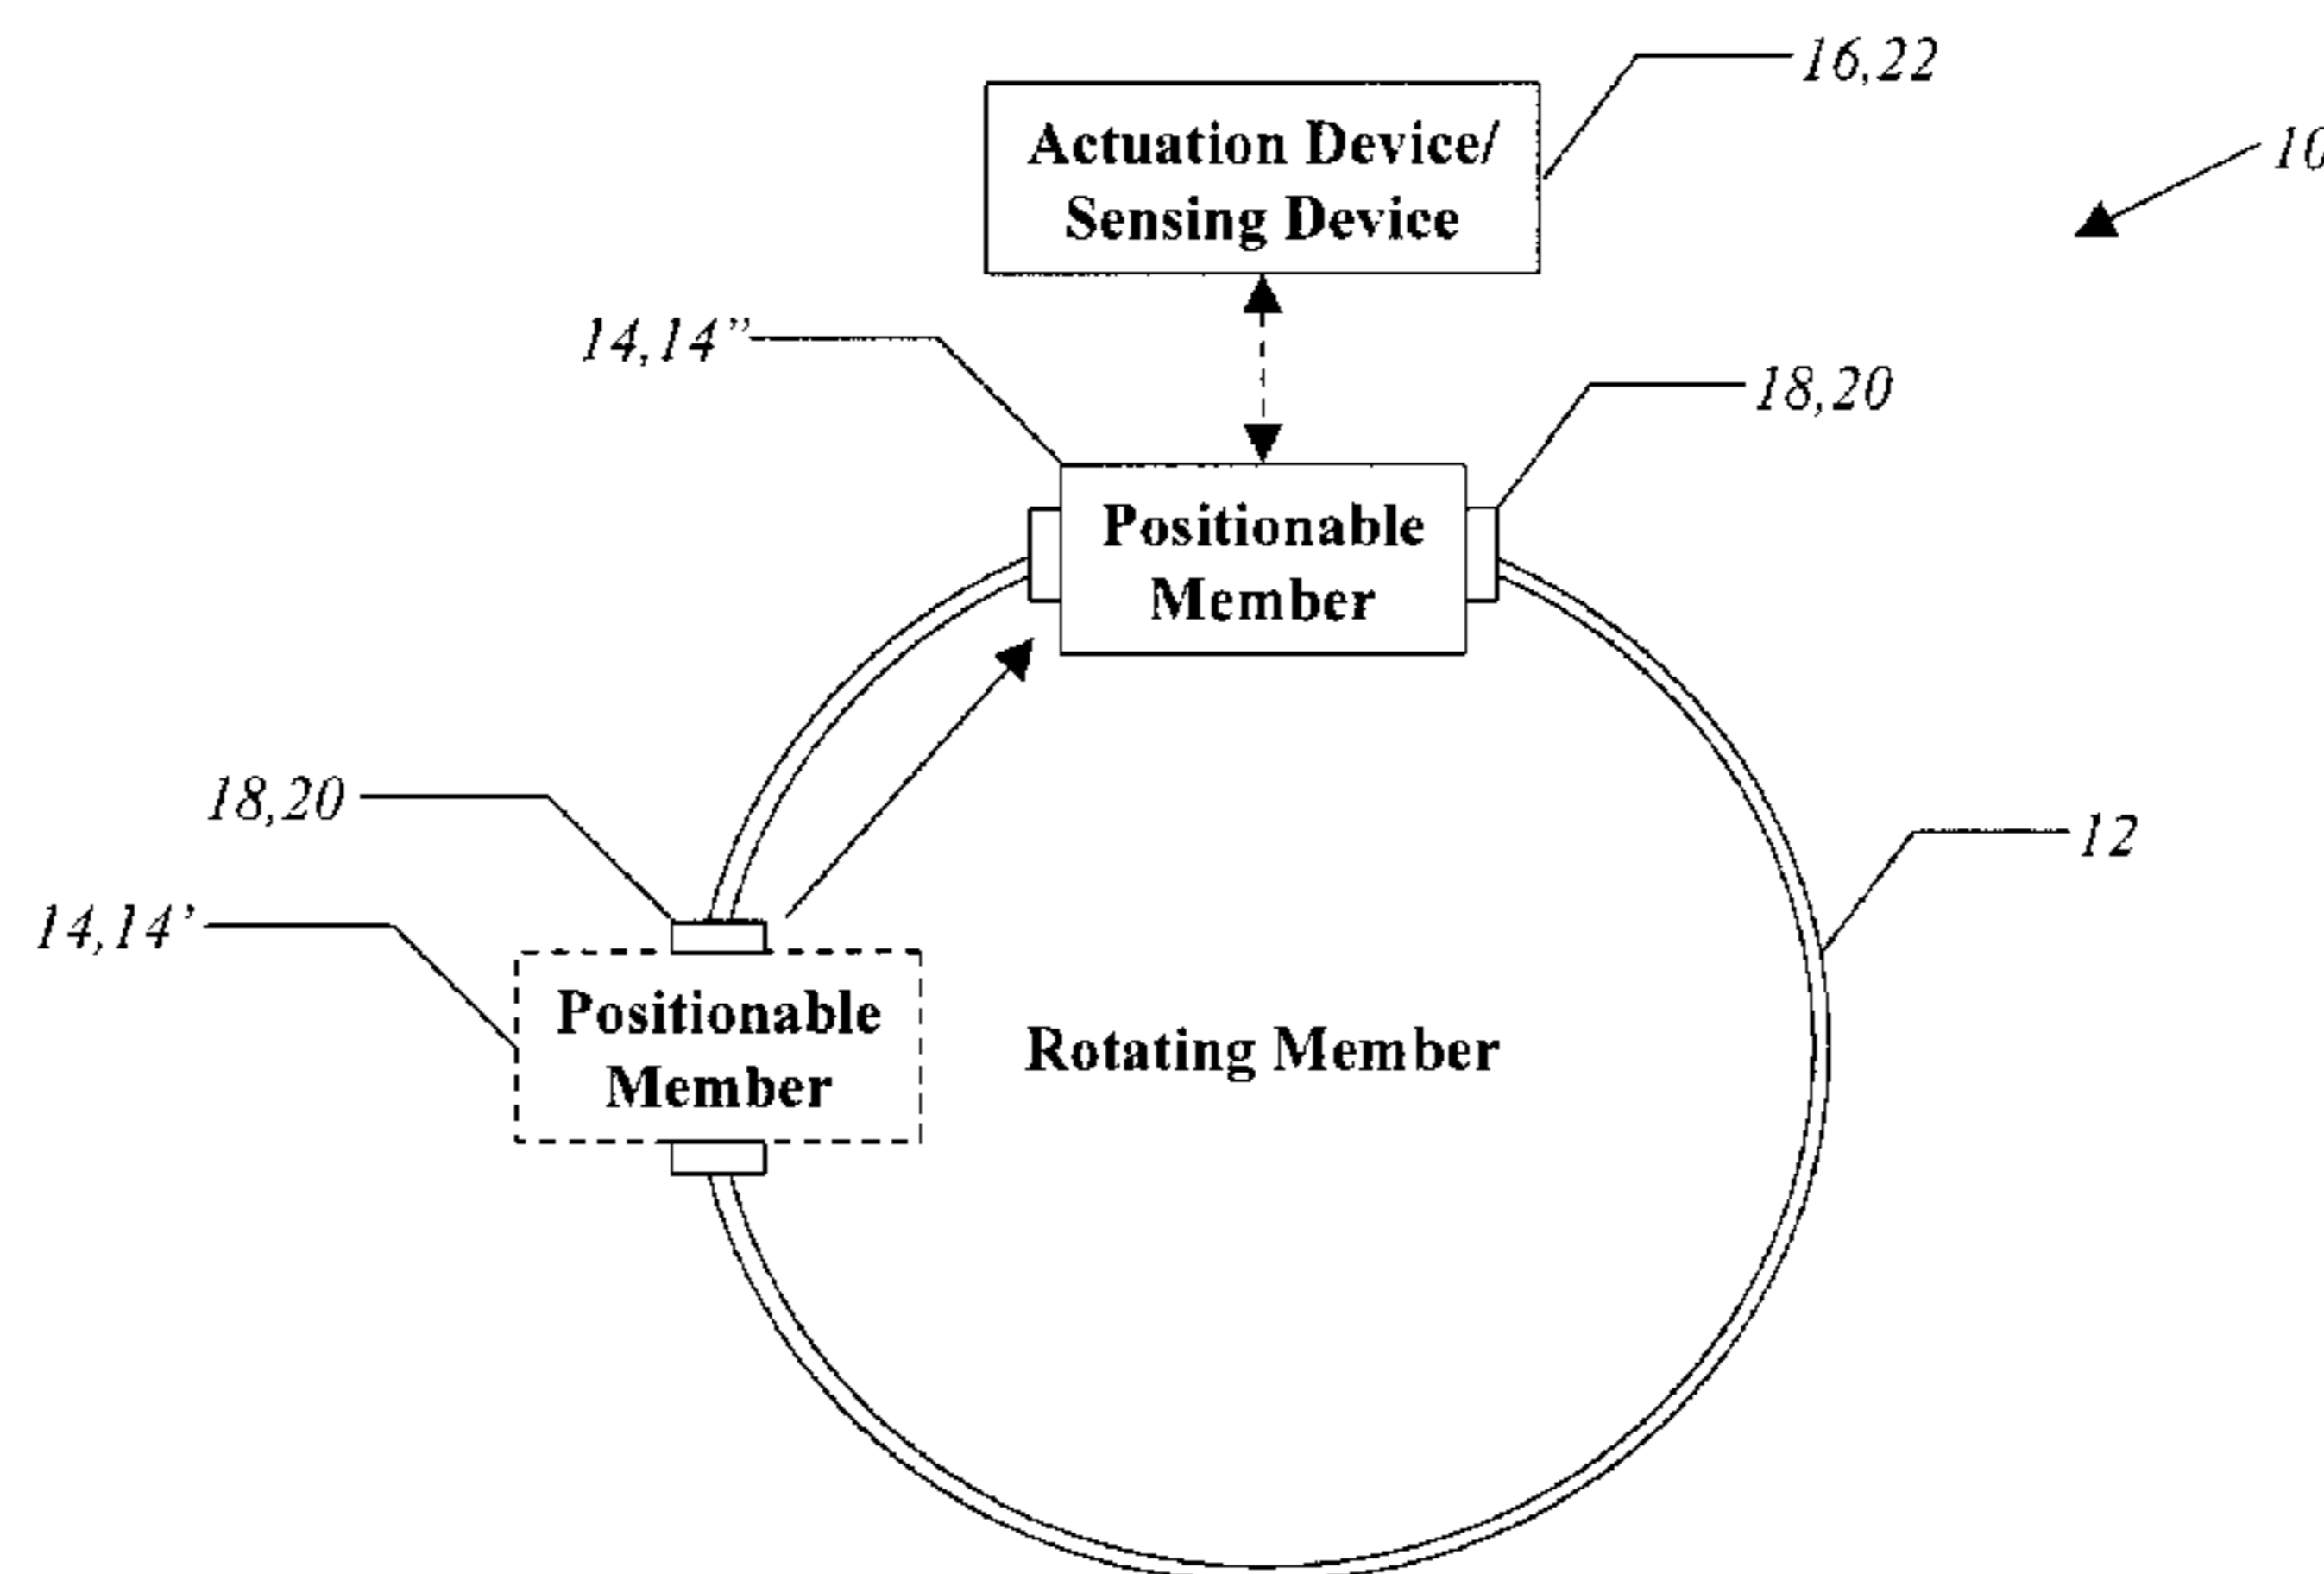 16,22
Actuation Device/
Sensing Device
10
14,14”
18,20
Positionable
Member
18,20
12
14,14’
Positionable
Member
Rotating Member